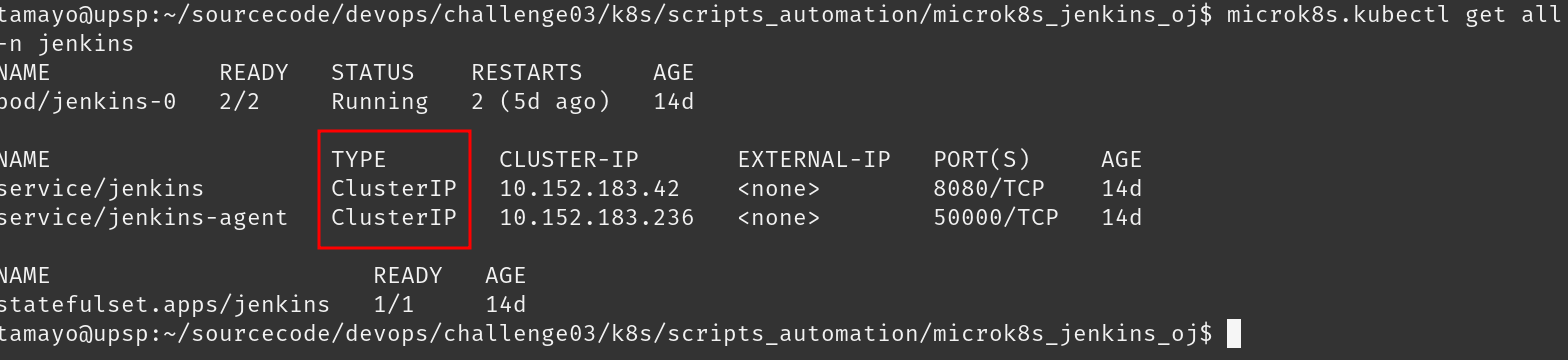 tamayo@upsp:~/sourcecode/devops/challenge03/k8s/scripts_automation/microk8s_jenkins_oj$ microk8s.kubectl get all
-n jenkins
NAME READY STATUS RESTARTS AGE
pod/jenkins-0 2/2 Running 2 (5d ago) 14d
NAME TYPE CLUSTER-IP EXTERNAL-IP PORT(S) AGE
service/jenkins ClusterIP 10.152.183.42 <none> 8080/TCP 14d
service/jenkins-agent ClusterIP 10.152.183.236 <none> 50000/TCP 14d
NAME READY AGE
statefulset.apps/jenkins 1/1 14d
tamayo@upsp:~/sourcecode/devops/challenge03/k8s/scripts_automation/microk8s_jenkins_oj$